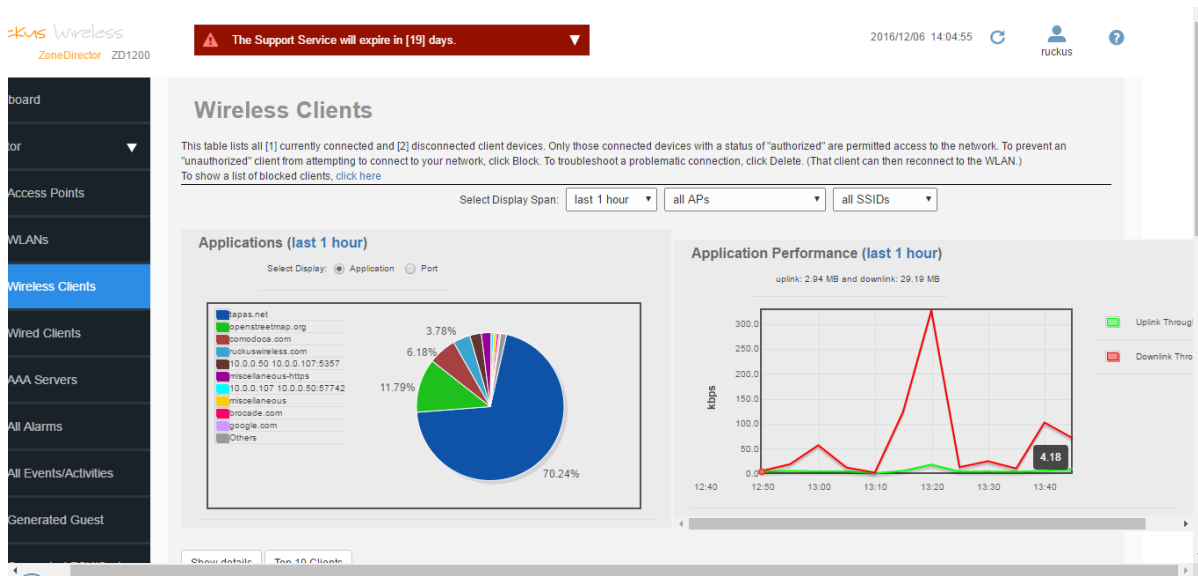 ckus Wireless
ZoneDirector ZD1200
The Support Service will expire in [19] days.
2016/12/06 14:04:55
ruckus
board
tor
Access Points
WLANs
Wireless Clients
Wired Clients
AAA Servers
All Alarms
All Events/Activities
Generated Guest
Wireless Clients
This table lists all [1] currently connected and [2] disconnected client devices. Only those connected devices with a status of "authorized" are permitted access to the network. To prevent an
"unauthorized" client from attempting to connect to your network, click Block. To troubleshoot a problematic connection, click Delete. (That client can then reconnect to the WLAN.)
To show a list of blocked clients, click here
Select Display Span: last 1 hour all APs all SSIDs
Applications (last 1 hour)
Select Display: Application Port
tapas.net
openstreetmap.org
comodoca.com
ruckuswireless.com
10.0.0.50 10.0.0.107:5357
miscellaneous-https
10.0.0.107 10.0.0.50:57742
miscellaneous
brocade.com
google.com
Others
3.78%
6.18%
11.79%
70.24%
Application Performance (last 1 hour)
uplink: 2.94 MB and downlink: 29.19 MB
300.0
250.0
200.0
150.0
100.0
50.0
0.0
kbps
4.18
12:40 12:50 13:00 13:10 13:20 13:30 13:40
Uplink Throug
Downlink Thro
Show details Top 10 Clients